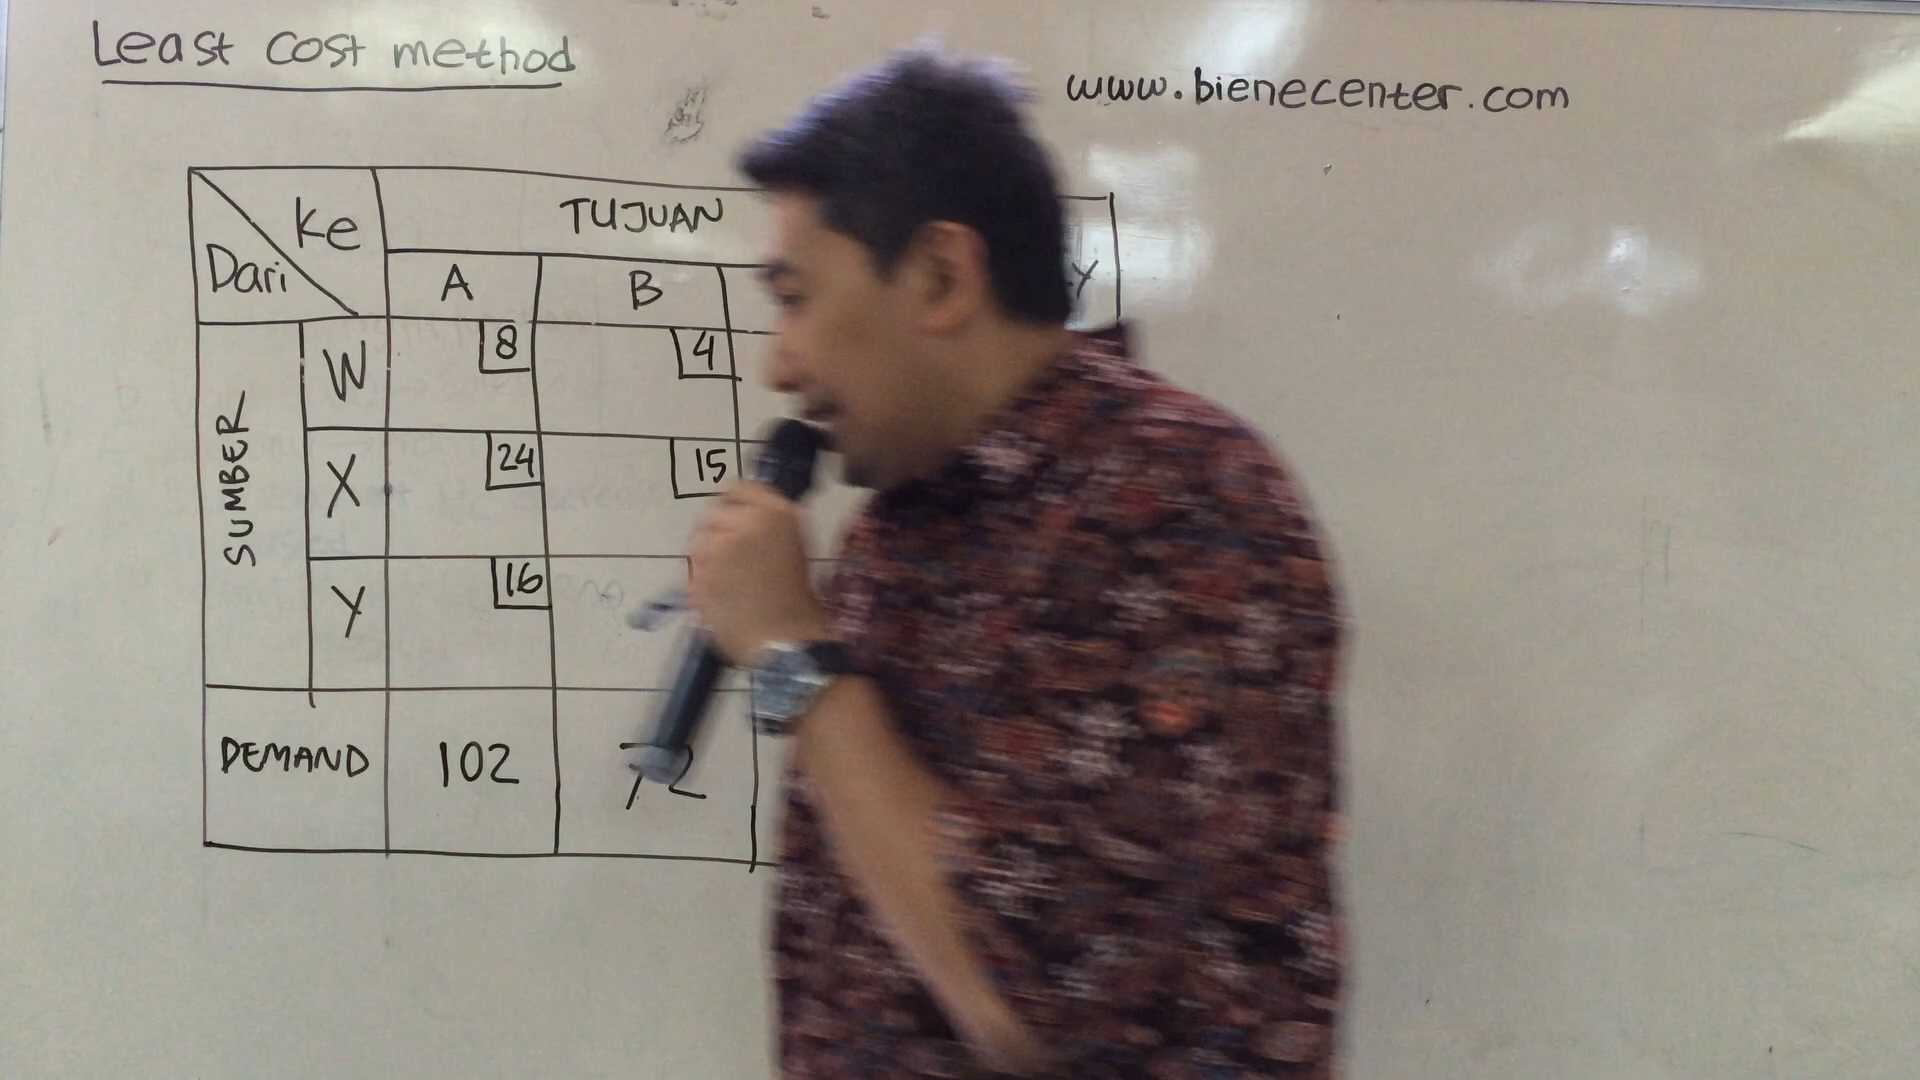 Least cost method
www.bienecenter.com
Ke
Dari
TUJUAN
A B
Y
SUMBER
W 8 4
X 24 15
Y 16
DEMAND 102 72